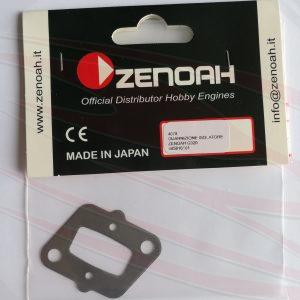 ZENOAH
Official Distributor Hobby Engines
www.zenoah.it
info@zenoah.it
CE
MADE IN JAPAN
GUARNIZIONE ISOLATORE
ZENOAH G320